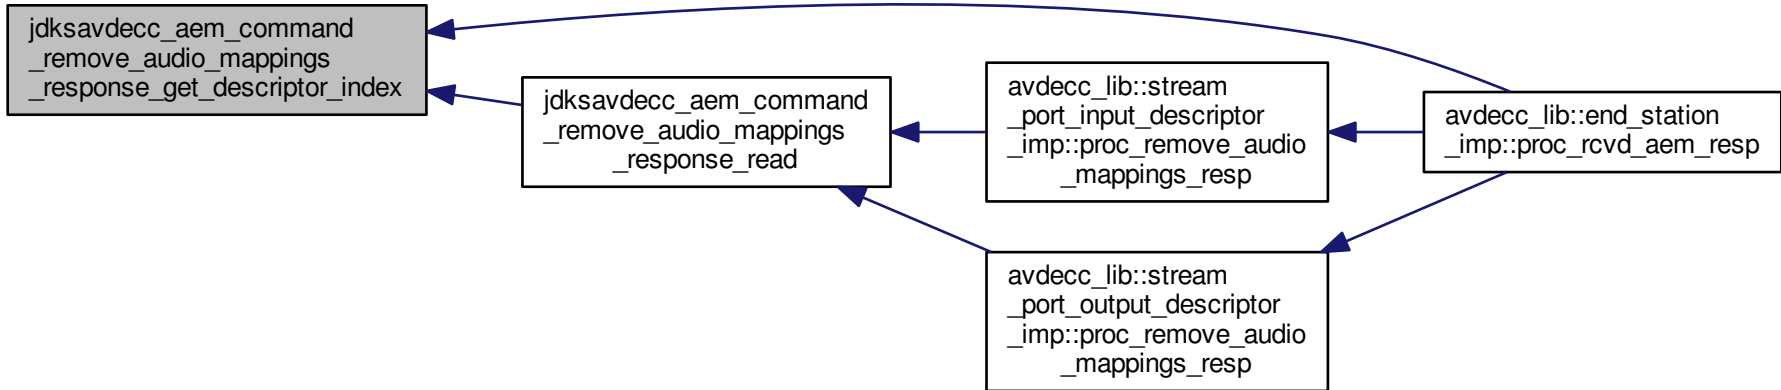 jdksavdecc_aem_command
_remove_audio_mappings
_response_get_descriptor_index
jdksavdecc_aem_command
_remove_audio_mappings
_response_read
avdecc_lib::stream
_port_input_descriptor
_imp::proc_remove_audio
_mappings_resp
avdecc_lib::end_station
_imp::proc_rcvd_aem_resp
avdecc_lib::stream
_port_output_descriptor
_imp::proc_remove_audio
_mappings_resp